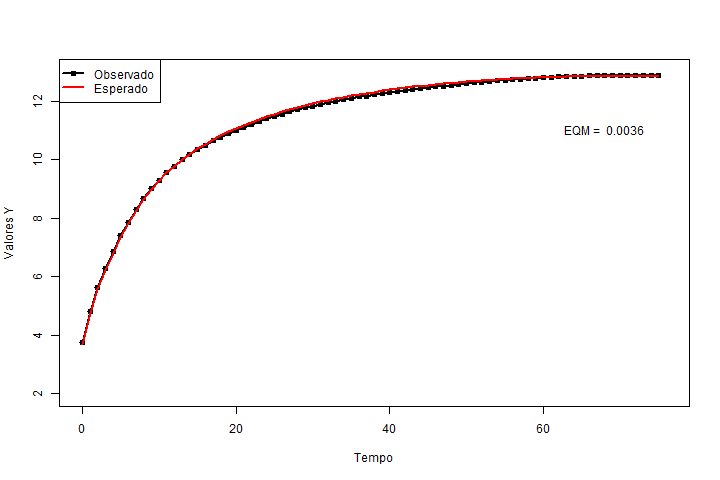 Observado
Esperado
EQM = 0.0036
Valores Y
2
4
6
8
10
12
0
20
40
60
Tempo